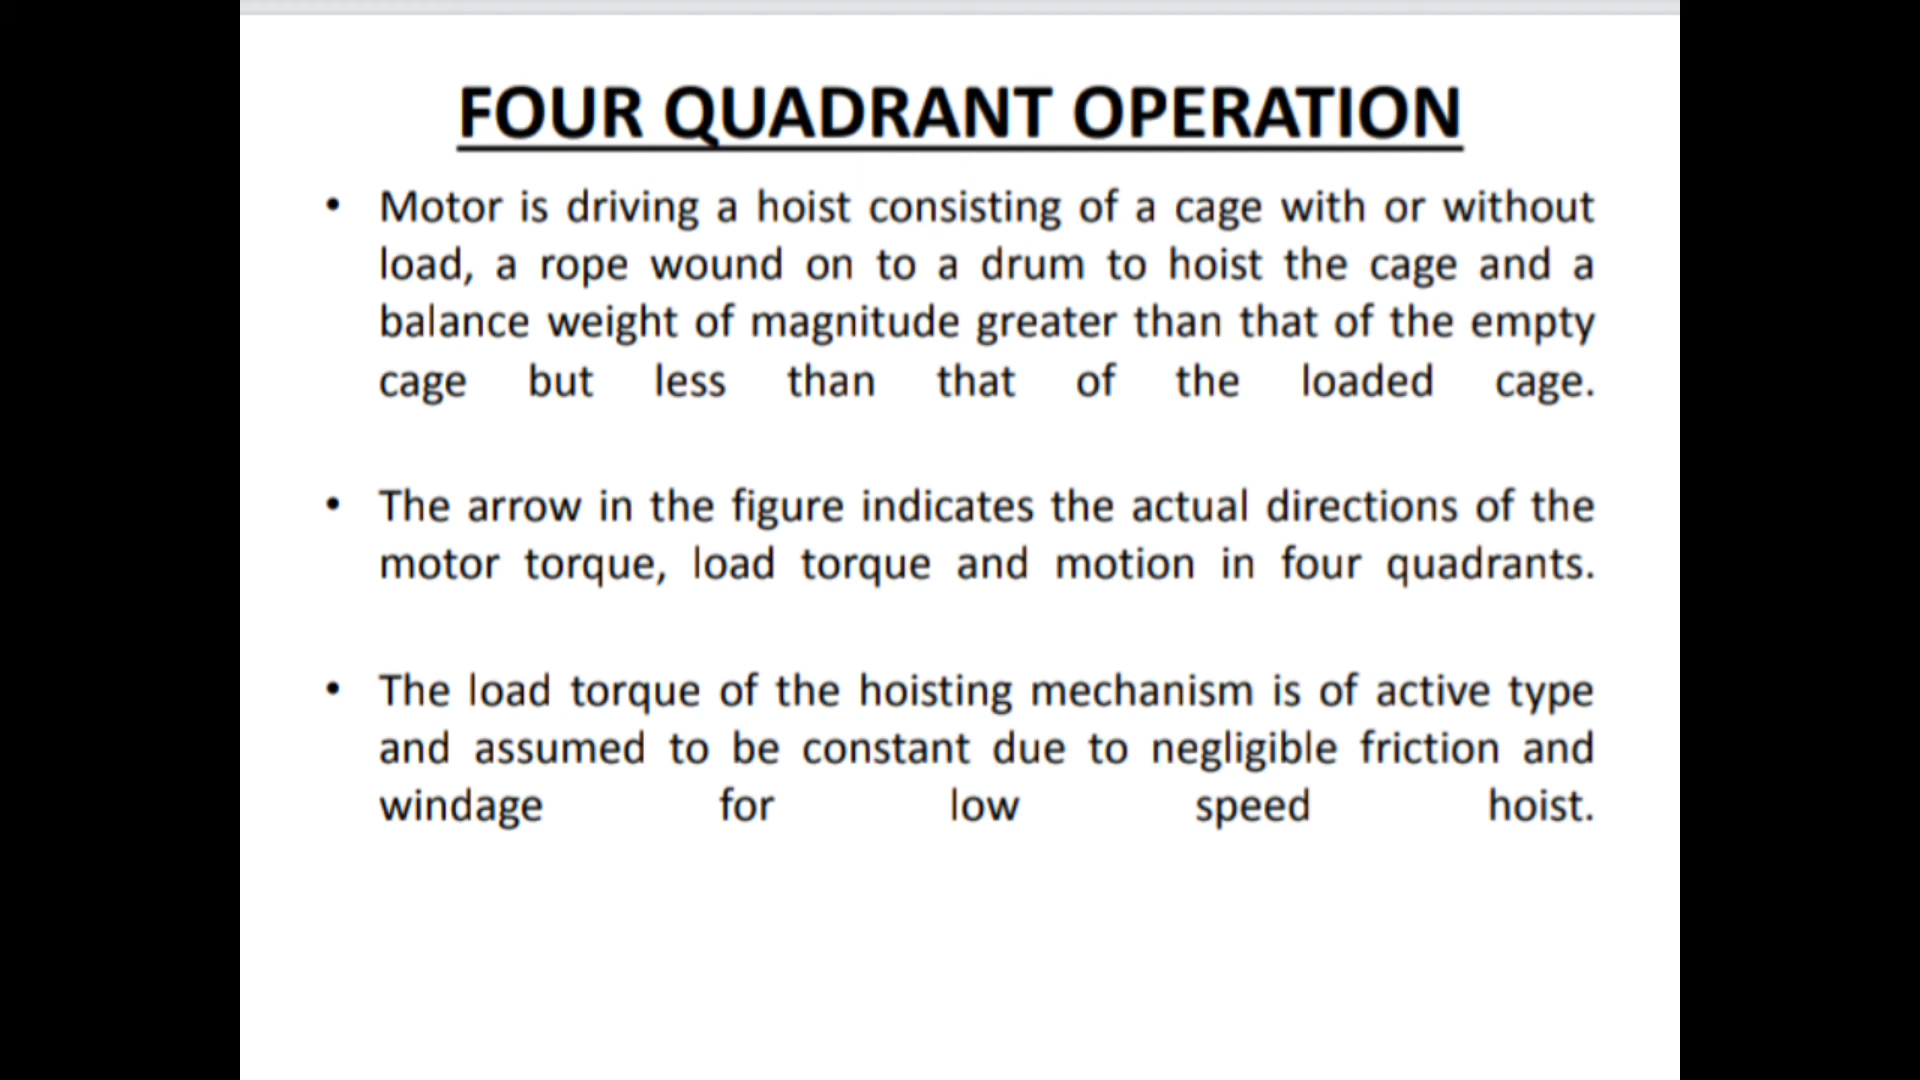 FOUR QUADRANT OPERATION
• Motor is driving a hoist consisting of a cage with or without
load, a rope wound on to a drum to hoist the cage and a
balance weight of magnitude greater than that of the empty
cage but less than that of the loaded cage.
• The arrow in the figure indicates the actual directions of the
motor torque, load torque and motion in four quadrants.
• The load torque of the hoisting mechanism is of active type
and assumed to be constant due to negligible friction and
windage for low speed hoist.